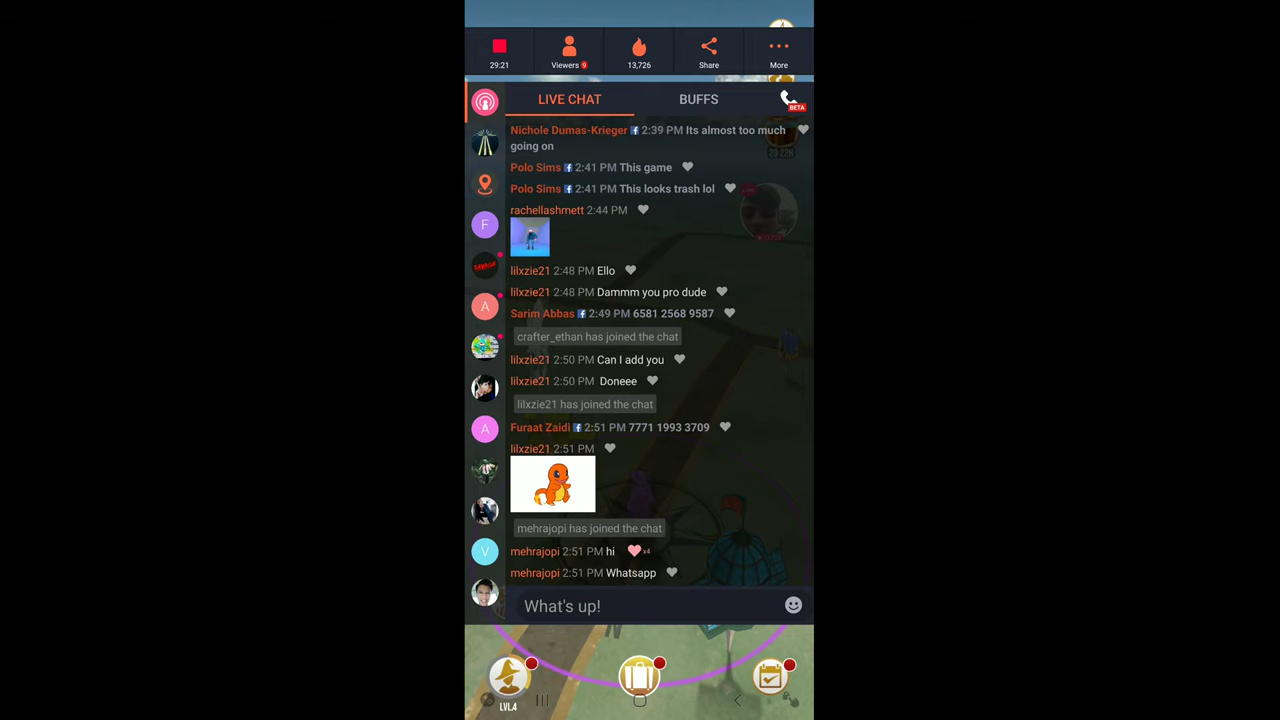 29:21
Viewers 9
13,726
Share
More
LIVE CHAT
BUFFS
BETA
Nichole Dumas-Krieger 2:39 PM Its almost too much
going on
Polo Sims 2:41 PM This game
Polo Sims 2:41 PM This looks trash lol
rachellashmett 2:44 PM
lilxzie21 2:48 PM Ello
lilxzie21 2:48 PM Dammm you pro dude
Sarim Abbas 2:49 PM 6581 2568 9587
crafter_ethan has joined the chat
lilxzie21 2:50 PM Can I add you
lilxzie21 2:50 PM Doneee
lilxzie21 has joined the chat
Furaat Zaidi 2:51 PM 7771 1993 3709
lilxzie21 2:51 PM
mehrajopi has joined the chat
mehrajopi 2:51 PM hi x4
mehrajopi 2:51 PM Whatsapp
F
A
A
V
What's up!
LVL.4